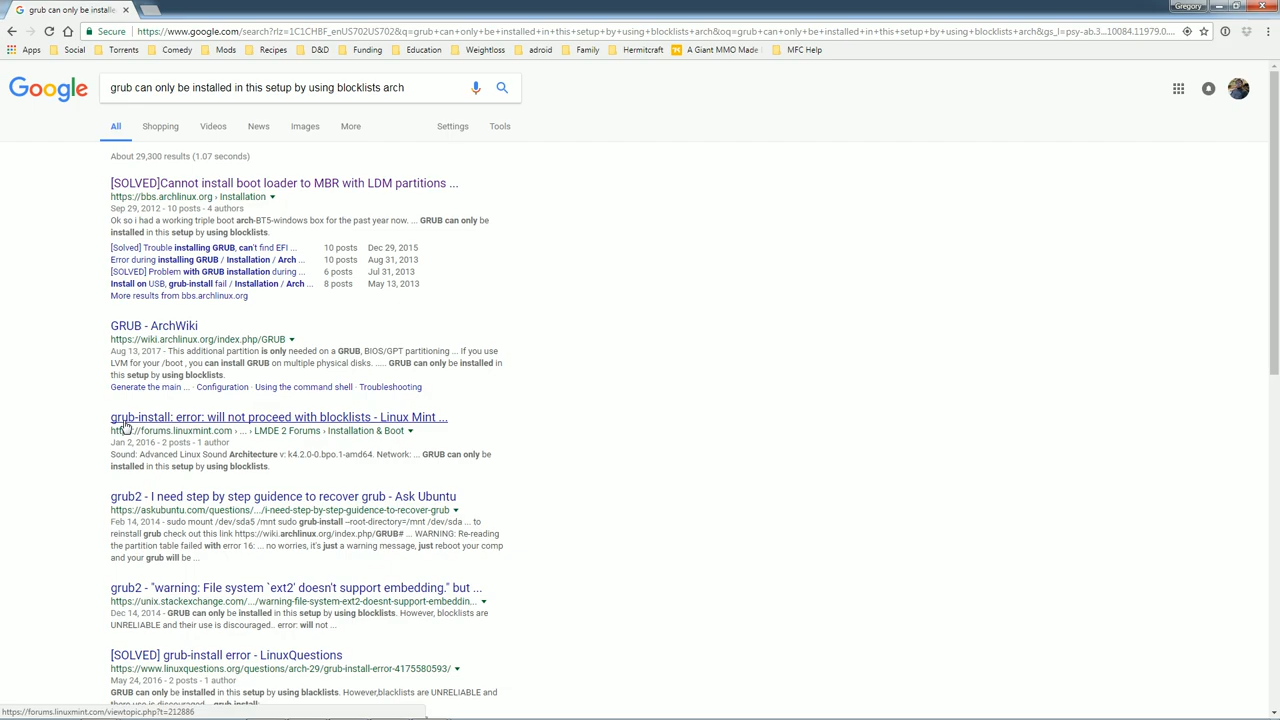 grub can only be installe
Gregory
Secure
https://www.google.com/search?rlz=1C1CHBF_enUS702US702&q=grub+can+only+be+installed+in+this+setup+by+using+blocklists+arch&oq=grub+can+only+be+installed+in+this+setup+by+using+blocklists+arch&gs_l=psy-ab.3...10084.11979.0....
Apps Social Torrents Comedy Mods Recipes D&D Funding Education Weightloss adroid Family Hermitcraft A Giant MMO Made MFC Help
Google
grub can only be installed in this setup by using blocklists arch
All Shopping Videos News Images More Settings Tools
About 29,300 results (1.07 seconds)
[SOLVED]Cannot install boot loader to MBR with LDM partitions ...
https://bbs.archlinux.org › Installation
Sep 29, 2012 - 10 posts - 4 authors
Ok so i had a working triple boot arch-BT5-windows box for the past year now. ... GRUB can only be
installed in this setup by using blocklists.
[Solved] Trouble installing GRUB, can't find EFI ... 10 posts Dec 29, 2015
Error during installing GRUB / Installation / Arch ... 10 posts Aug 31, 2013
[SOLVED] Problem with GRUB installation during ... 6 posts Jul 31, 2013
Install on USB, grub-install fail / Installation / Arch ... 8 posts May 13, 2013
More results from bbs.archlinux.org
GRUB - ArchWiki
https://wiki.archlinux.org/index.php/GRUB
Aug 13, 2017 - This additional partition is only needed on a GRUB, BIOS/GPT partitioning ... If you use
LVM for your /boot , you can install GRUB on multiple physical disks. ..... GRUB can only be installed in
this setup by using blocklists.
Generate the main ... · Configuration · Using the command shell · Troubleshooting
grub-install: error: will not proceed with blocklists - Linux Mint ...
https://forums.linuxmint.com › ... › LMDE 2 Forums › Installation & Boot
Jan 2, 2016 - 2 posts - 1 author
Sound: Advanced Linux Sound Architecture v: k4.2.0-0.bpo.1-amd64. Network: ... GRUB can only be
installed in this setup by using blocklists.
grub2 - I need step by step guidence to recover grub - Ask Ubuntu
https://askubuntu.com/questions/.../i-need-step-by-step-guidence-to-recover-grub
Feb 14, 2014 - sudo mount /dev/sda5 /mnt sudo grub-install --root-directory=/mnt /dev/sda ... to
reinstall grub check out this link https://wiki.archlinux.org/index.php/GRUB# ... WARNING: Re-reading
the partition table failed with error 16: ... no worries, it's just a warning message, just reboot your comp
and your grub will be ...
grub2 - "warning: File system `ext2' doesn't support embedding." but ...
https://unix.stackexchange.com/.../warning-file-system-ext2-doesnt-support-embeddin...
Dec 14, 2014 - GRUB can only be installed in this setup by using blocklists. However, blocklists are
UNRELIABLE and their use is discouraged.. error: will not ...
[SOLVED] grub-install error - LinuxQuestions
https://www.linuxquestions.org/questions/arch-29/grub-install-error-4175580593/
May 24, 2016 - 2 posts - 1 author
GRUB can only be installed in this setup by using blocklists. However,blacklists are UNRELIABLE and
there use is discouraged... grub-install:
https://forums.linuxmint.com/viewtopic.php?t=212886